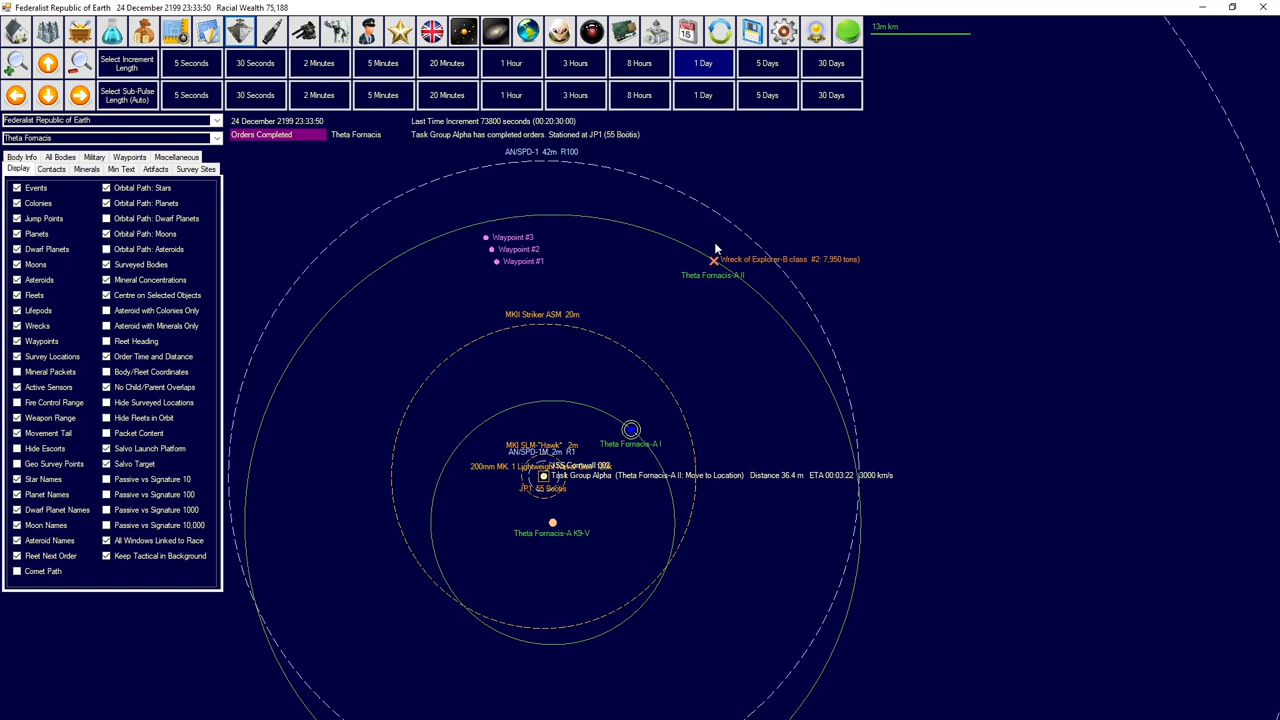 Federalist Republic of Earth   24 December 2199 23:33:50   Racial Wealth 75,188
13m km
Select Increment Length
5 Seconds
30 Seconds
2 Minutes
5 Minutes
20 Minutes
1 Hour
3 Hours
8 Hours
1 Day
5 Days
30 Days
Select Sub-Pulse Length (Auto)
5 Seconds
30 Seconds
2 Minutes
5 Minutes
20 Minutes
1 Hour
3 Hours
8 Hours
1 Day
5 Days
30 Days
Federalist Republic of Earth
24 December 2199 23:33:50
Last Time Increment 73800 seconds (00:20:30:00)
Theta Fornacis
Orders Completed
Theta Fornacis
Task Group Alpha has completed orders. Stationed at JP1 (55 Boötis)
Body Info
All Bodies
Military
Waypoints
Miscellaneous
Display
Contacts
Minerals
Min Text
Artifacts
Survey Sites
Events
Orbital Path: Stars
Colonies
Orbital Path: Planets
Jump Points
Orbital Path: Dwarf Planets
Planets
Orbital Path: Moons
Dwarf Planets
Orbital Path: Asteroids
Moons
Surveyed Bodies
Asteroids
Mineral Concentrations
Fleets
Centre on Selected Objects
Lifepods
Asteroid with Colonies Only
Wrecks
Asteroid with Minerals Only
Waypoints
Fleet Heading
Survey Locations
Order Time and Distance
Mineral Packets
Body/Fleet Coordinates
Active Sensors
No Child/Parent Overlaps
Fire Control Range
Hide Surveyed Locations
Weapon Range
Hide Fleets in Orbit
Movement Tail
Packet Content
Hide Escorts
Salvo Launch Platform
Geo Survey Points
Salvo Target
Star Names
Passive vs Signature 10
Planet Names
Passive vs Signature 100
Dwarf Planet Names
Passive vs Signature 1000
Moon Names
Passive vs Signature 10,000
Asteroid Names
All Windows Linked to Race
Fleet Next Order
Keep Tactical in Background
Comet Path
AN/SPD-1  42m  R100
Waypoint #3
Waypoint #2
Waypoint #1
Wreck of Explorer-B class  #2: 7,950 tons)
Theta Fornacis-A II
MKII Striker ASM  20m
Theta Fornacis-A I
MKI SLM-"Hawk"  2m
AN/SPD-1M  2m  R1
200mm MK. 1 Lightweight
Task Group Alpha  (Theta Fornacis-A II: Move to Location)   Distance 36.4 m   ETA 00:03:22   3000 km/s
JP1: 55 Boötis
Theta Fornacis-A K9-V